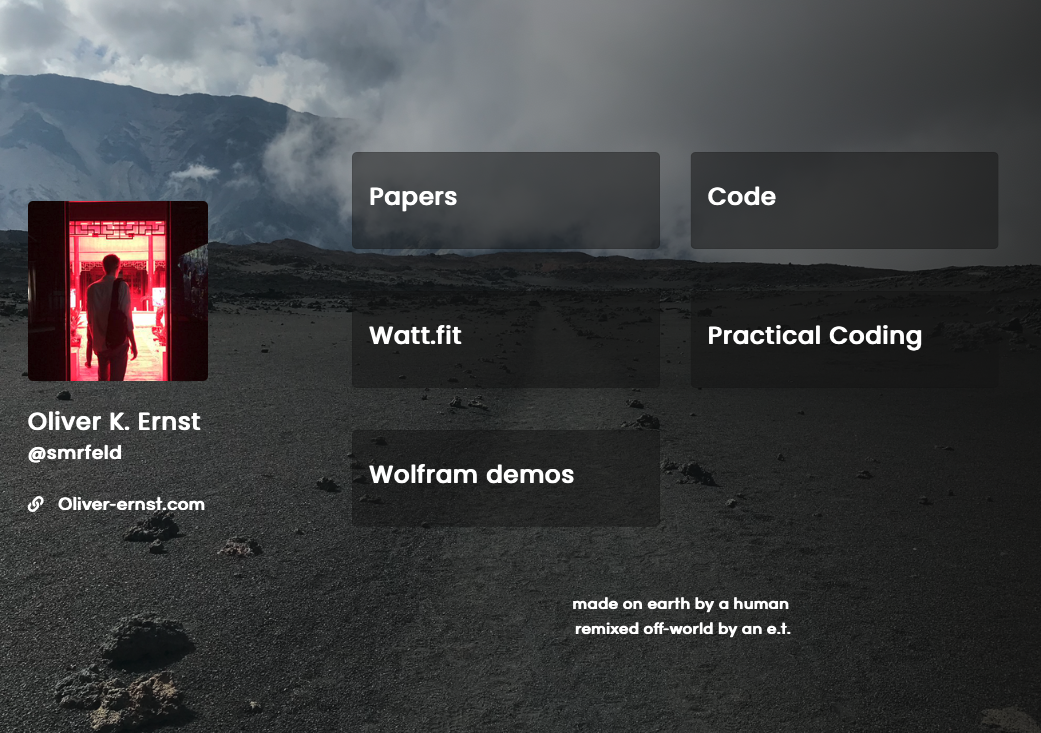 Oliver K. Ernst
@smrfeld
Oliver-ernst.com
Papers
Code
Watt.fit
Practical Coding
Wolfram demos
made on earth by a human
remixed off-world by an e.t.